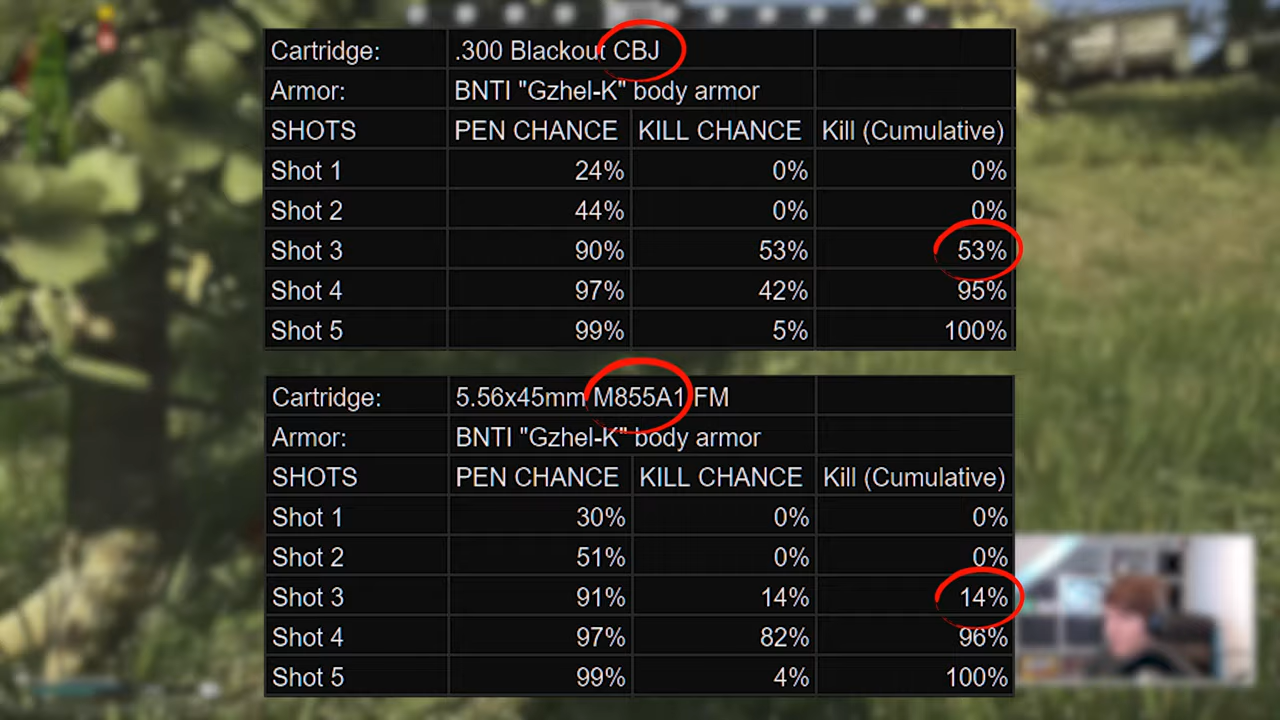 Cartridge: .300 Blackout CBJ
Armor: BNTI "Gzhel-K" body armor
SHOTS PEN CHANCE KILL CHANCE Kill (Cumulative)
Shot 1 24% 0% 0%
Shot 2 44% 0% 0%
Shot 3 90% 53% 53%
Shot 4 97% 42% 95%
Shot 5 99% 5% 100%
Cartridge: 5.56x45mm M855A1 FM
Armor: BNTI "Gzhel-K" body armor
SHOTS PEN CHANCE KILL CHANCE Kill (Cumulative)
Shot 1 30% 0% 0%
Shot 2 51% 0% 0%
Shot 3 91% 14% 14%
Shot 4 97% 82% 96%
Shot 5 99% 4% 100%